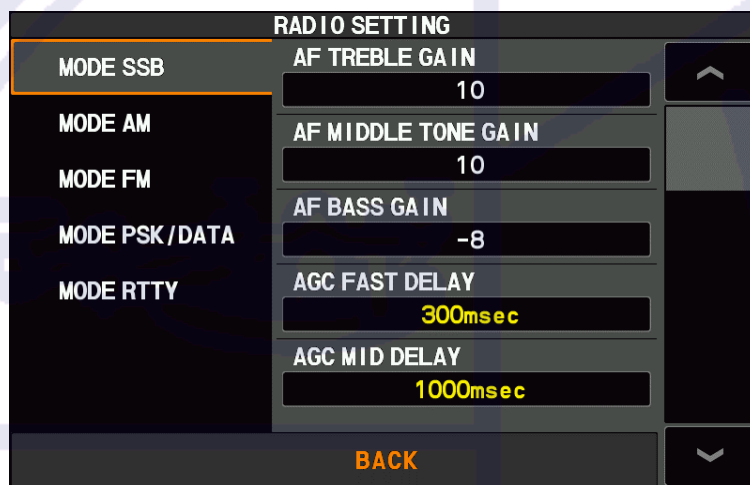 RADIO SETTING
MODE SSB
MODE AM
MODE FM
MODE PSK/DATA
MODE RTTY
AF TREBLE GAIN
10
AF MIDDLE TONE GAIN
10
AF BASS GAIN
-8
AGC FAST DELAY
300msec
AGC MID DELAY
1000msec
BACK